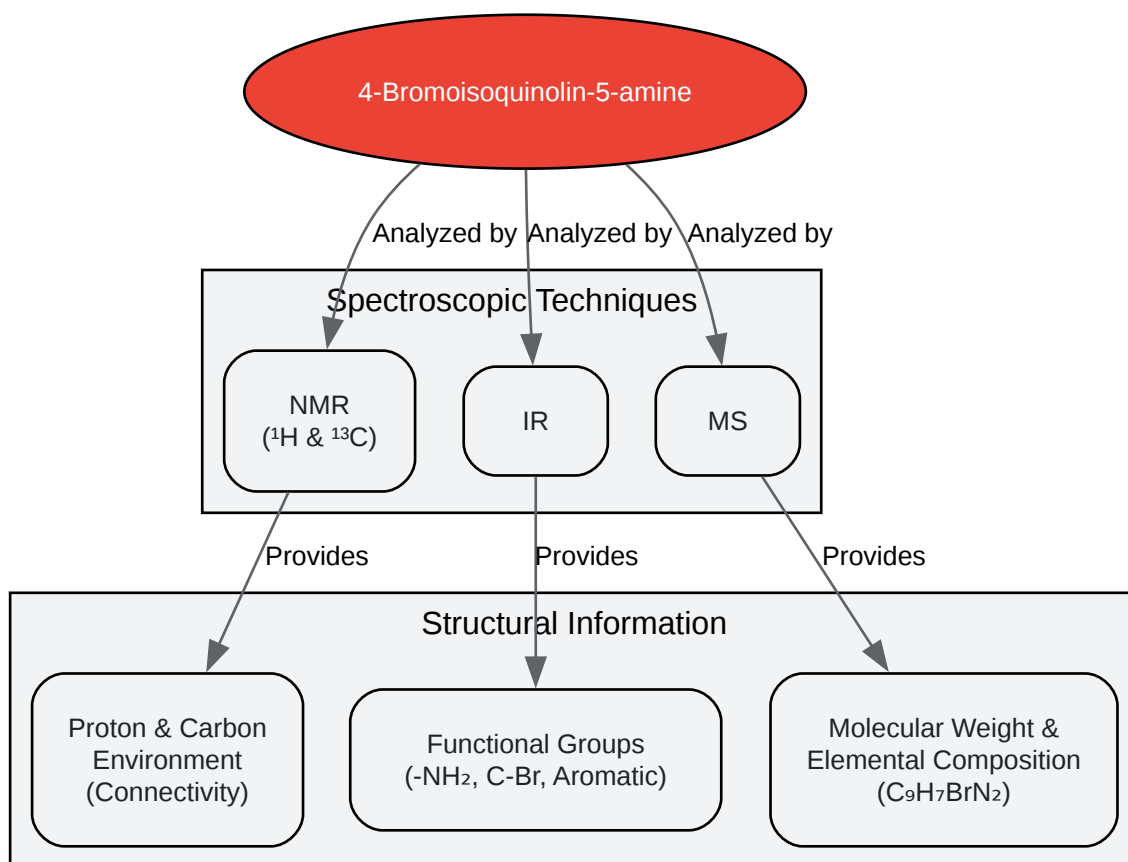 4-Bromoisoquinolin-5-amine
Analyzed by
Analyzed by
Analyzed by
Spectroscopic Techniques
NMR
(¹H & ¹³C)
IR
MS
Provides
Provides
Provides
Structural Information
Proton & Carbon
Environment
(Connectivity)
Functional Groups
(-NH₂, C-Br, Aromatic)
Molecular Weight &
Elemental Composition
(C₉H₇BrN₂)